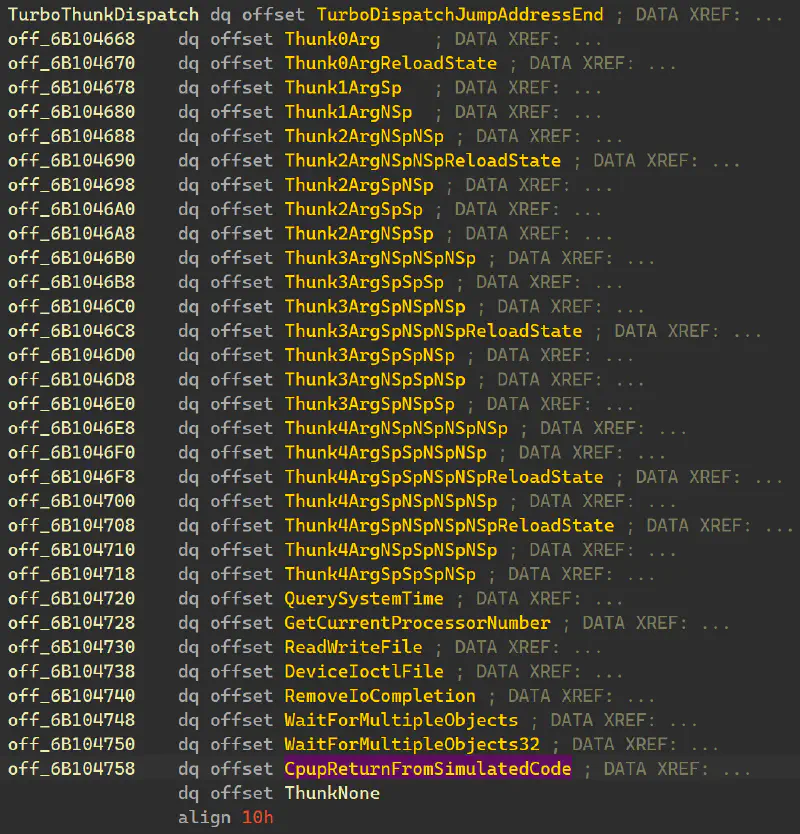 TurboThunkDispatch dq offset TurboDispatchJumpAddressEnd ; DATA XREF: ...
off_6B104668 dq offset Thunk0Arg ; DATA XREF: ...
off_6B104670 dq offset Thunk0ArgReloadState ; DATA XREF: ...
off_6B104678 dq offset Thunk1ArgSp ; DATA XREF: ...
off_6B104680 dq offset Thunk1ArgNSp ; DATA XREF: ...
off_6B104688 dq offset Thunk2ArgNSpNSp ; DATA XREF: ...
off_6B104690 dq offset Thunk2ArgNSpNSpReloadState ; DATA XREF: ...
off_6B104698 dq offset Thunk2ArgSpNSp ; DATA XREF: ...
off_6B1046A0 dq offset Thunk2ArgSpSp ; DATA XREF: ...
off_6B1046A8 dq offset Thunk2ArgNSpSp ; DATA XREF: ...
off_6B1046B0 dq offset Thunk3ArgNSpNSpNSp ; DATA XREF: ...
off_6B1046B8 dq offset Thunk3ArgSpSpSp ; DATA XREF: ...
off_6B1046C0 dq offset Thunk3ArgSpNSpNSp ; DATA XREF: ...
off_6B1046C8 dq offset Thunk3ArgSpNSpNSpReloadState ; DATA XREF: ...
off_6B1046D0 dq offset Thunk3ArgSpSpNSp ; DATA XREF: ...
off_6B1046D8 dq offset Thunk3ArgNSpSpNSp ; DATA XREF: ...
off_6B1046E0 dq offset Thunk3ArgSpNSpSp ; DATA XREF: ...
off_6B1046E8 dq offset Thunk4ArgNSpNSpNSpNSp ; DATA XREF: ...
off_6B1046F0 dq offset Thunk4ArgSpSpNSpNSp ; DATA XREF: ...
off_6B1046F8 dq offset Thunk4ArgSpSpNSpNSpReloadState ; DATA XREF: ...
off_6B104700 dq offset Thunk4ArgSpNSpNSpNSp ; DATA XREF: ...
off_6B104708 dq offset Thunk4ArgSpNSpNSpNSpReloadState ; DATA XREF: ...
off_6B104710 dq offset Thunk4ArgNSpSpNSpNSp ; DATA XREF: ...
off_6B104718 dq offset Thunk4ArgSpSpSpNSp ; DATA XREF: ...
off_6B104720 dq offset QuerySystemTime ; DATA XREF: ...
off_6B104728 dq offset GetCurrentProcessorNumber ; DATA XREF: ...
off_6B104730 dq offset ReadWriteFile ; DATA XREF: ...
off_6B104738 dq offset DeviceIoctlFile ; DATA XREF: ...
off_6B104740 dq offset RemoveIoCompletion ; DATA XREF: ...
off_6B104748 dq offset WaitForMultipleObjects ; DATA XREF: ...
off_6B104750 dq offset WaitForMultipleObjects32 ; DATA XREF: ...
off_6B104758 dq offset CpupReturnFromSimulatedCode ; DATA XREF: ...
dq offset ThunkNone
align 10h